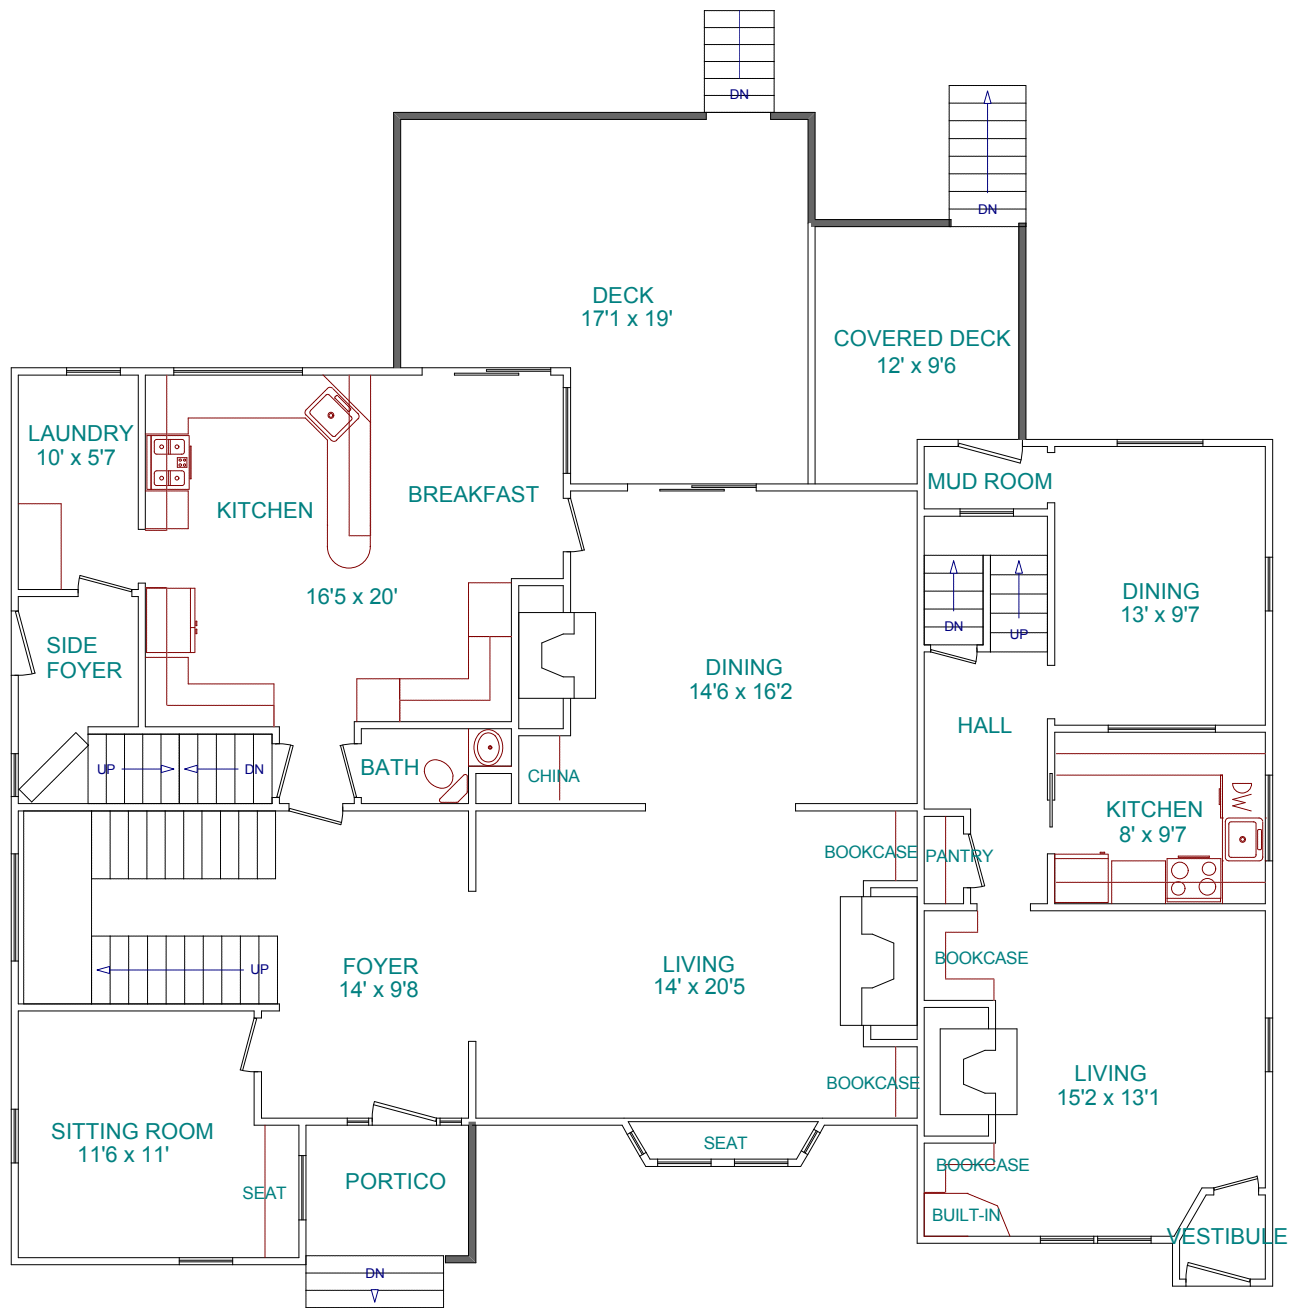 DN
DN
DECK
17'1 x 19'
COVERED DECK
12' x 9'6
LAUNDRY
10' x 5'7
KITCHEN
BREAKFAST
16'5 x 20'
MUD ROOM
DINING
13' x 9'7
DN
UP
SIDE
FOYER
DINING
14'6 x 16'2
HALL
UP
DN
BATH
CHINA
DW
KITCHEN
8' x 9'7
BOOKCASE
PANTRY
UP
FOYER
14' x 9'8
LIVING
14' x 20'5
BOOKCASE
BOOKCASE
LIVING
15'2 x 13'1
SITTING ROOM
11'6 x 11'
SEAT
BOOKCASE
PORTICO
SEAT
BUILT-IN
VESTIBULE
DN